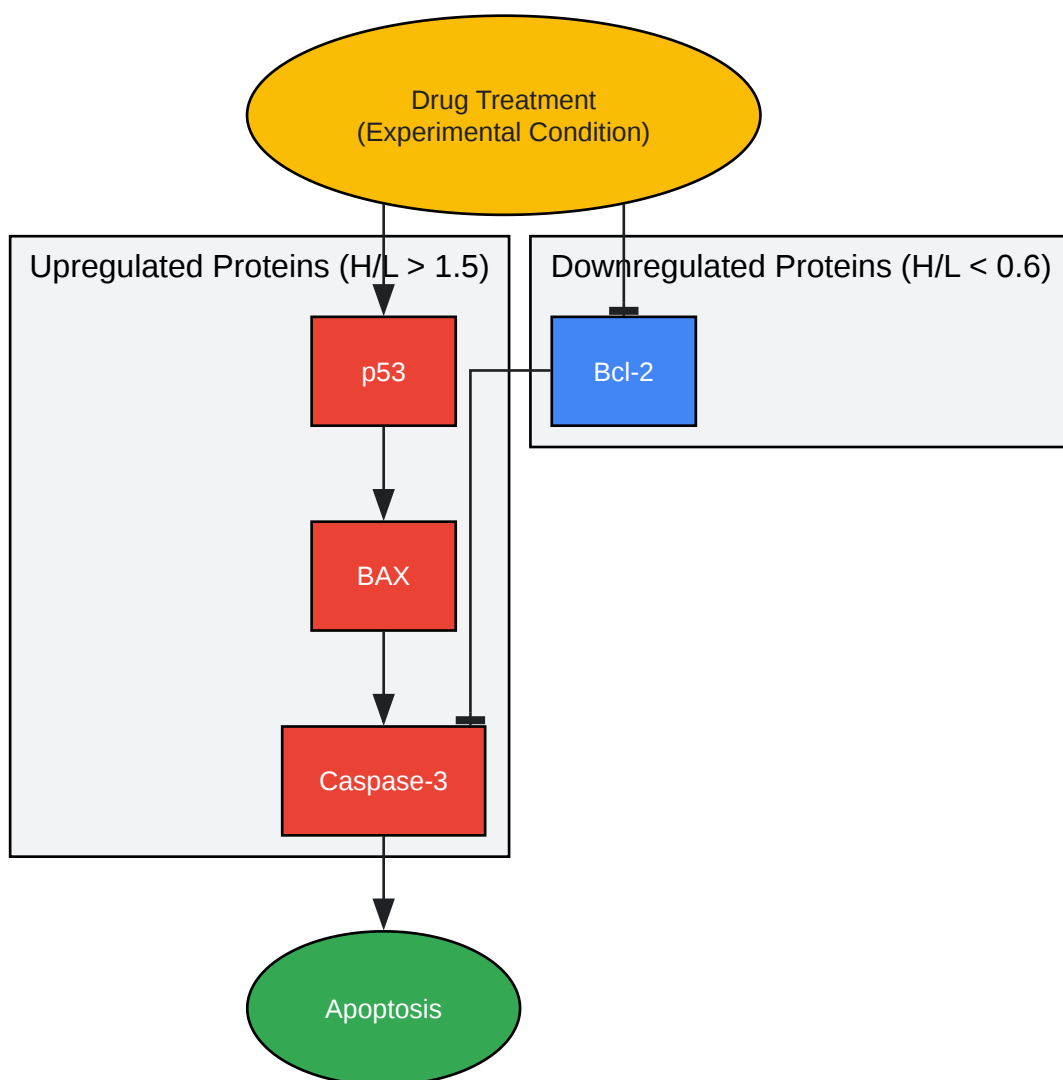 Drug Treatment
(Experimental Condition)
Upregulated Proteins (H/L > 1.5)
Downregulated Proteins (H/L < 0.6)
p53
Bcl-2
BAX
Caspase-3
Apoptosis